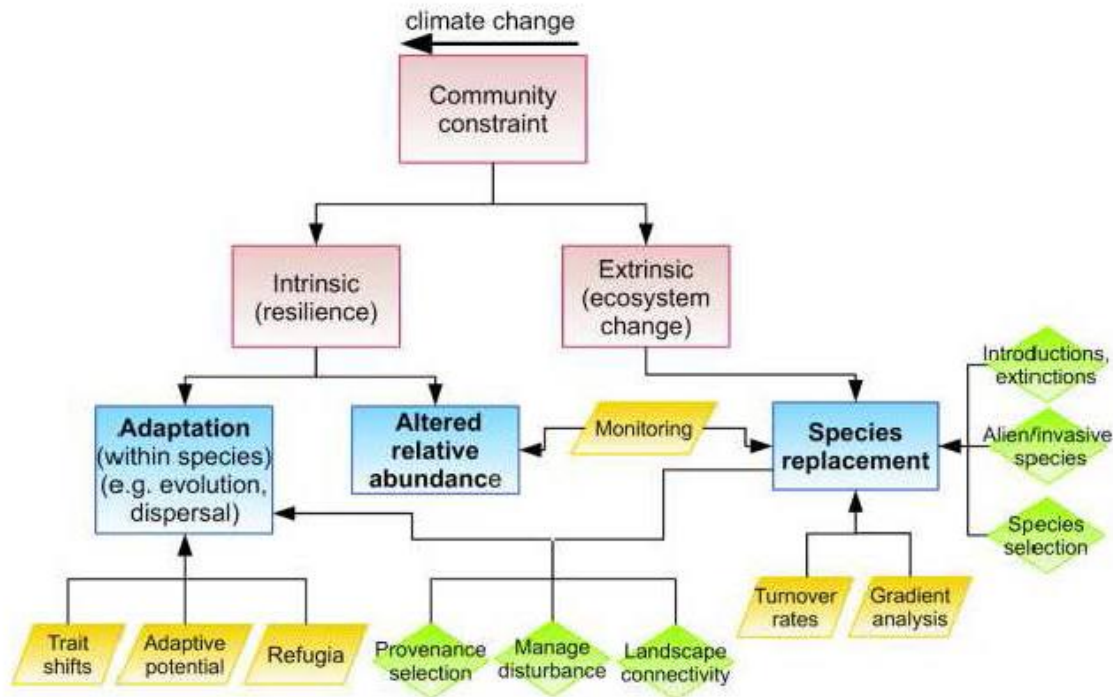 climate change
Community
constraint
Intrinsic
(resilience)
Extrinsic
(ecosystem
change)
Introductions,
extinctions
Adaptation
(within species)
(e.g. evolution,
dispersal)
Altered
relative
abundance
Monitoring
Species
replacement
Alien/invasive
species
Species
selection
Trait
shifts
Adaptive
potential
Refugia
Provenance
selection
Manage
disturbance
Landscape
connectivity
Turnover
rates
Gradient
analysis